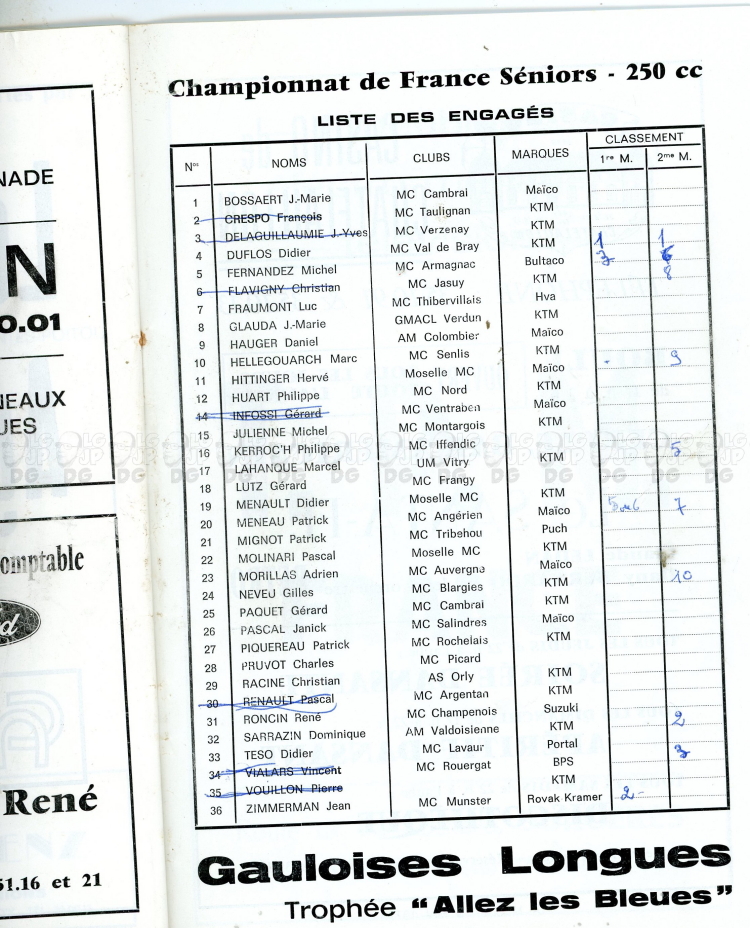 NADE
N
0.01
NEAUX
UES
omptable
René
51.16 et 21
Championnat de France Séniors - 250 cc
LISTE DES ENGAGÉS
Nos NOMS CLUBS MARQUES CLASSEMENT
1re M. 2me M.
1 BOSSAERT J.-Marie MC Cambrai Maïco
2 CRESPO François MC Taulignan KTM
3 DELAGUILLAUMIE J.-Yves MC Verzenay KTM
4 DUFLOS Didier MC Val de Bray KTM 1 1
5 FERNANDEZ Michel MC Armagnac Bultaco 3 6
6 FLAVIGNY Christian MC Jasuy KTM 8
7 FRAUMONT Luc MC Thibervillais Hva
8 GLAUDA J.-Marie GMACL Verdun KTM
9 HAUGER Daniel AM Colombier Maïco
10 HELLEGOUARCH Marc MC Senlis KTM 9
11 HITTINGER Hervé Moselle MC Maïco
12 HUART Philippe MC Nord KTM
14 INFOSSI Gérard MC Ventraben Maïco
15 JULIENNE Michel MC Montargois KTM
16 KERROC'H Philippe MC Iffendic
17 LAHANQUE Marcel UM Vitry KTM 5
18 LUTZ Gérard MC Frangy
19 MENAULT Didier Moselle MC KTM
20 MENEAU Patrick MC Angérien Maïco 5 ou 6 7
21 MIGNOT Patrick MC Tribehou Puch
22 MOLINARI Pascal Moselle MC KTM
23 MORILLAS Adrien MC Auvergne Maïco
24 NEVEU Gilles MC Blargies KTM 10
25 PAQUET Gérard MC Cambrai KTM
26 PASCAL Janick MC Salindres Maïco
27 PIQUEREAU Patrick MC Rochelais KTM
28 PRUVOT Charles MC Picard
29 RACINE Christian AS Orly KTM
30 RENAULT Pascal MC Argentan KTM
31 RONCIN René MC Champenois Suzuki
32 SARRAZIN Dominique AM Valdoisienne KTM 2
33 TESO Didier MC Lavaur Portal 3
34 VIALARS Vincent MC Rouergat BPS
35 VOUILLON Pierre KTM
36 ZIMMERMAN Jean MC Munster Rovak Kramer 2
Gauloises Longues
Trophée "Allez les Bleues"